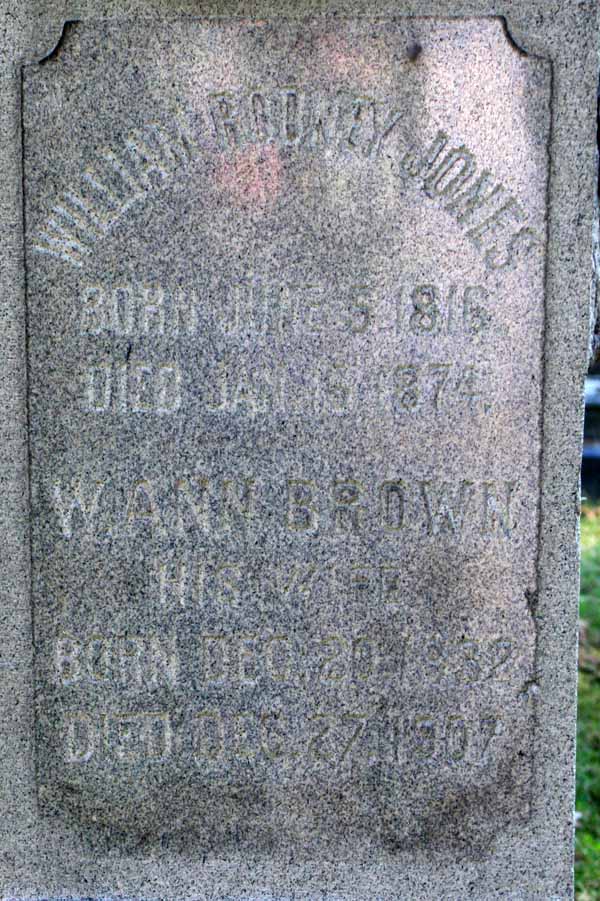 WILLIAM RODNEY JONES
BORN JUNE 5, 1816.
DIED JAN. 15, 1874.
W. ANN BROWN
HIS WIFE
BORN DEC. 20, 1832
DIED DEC. 27, 1907